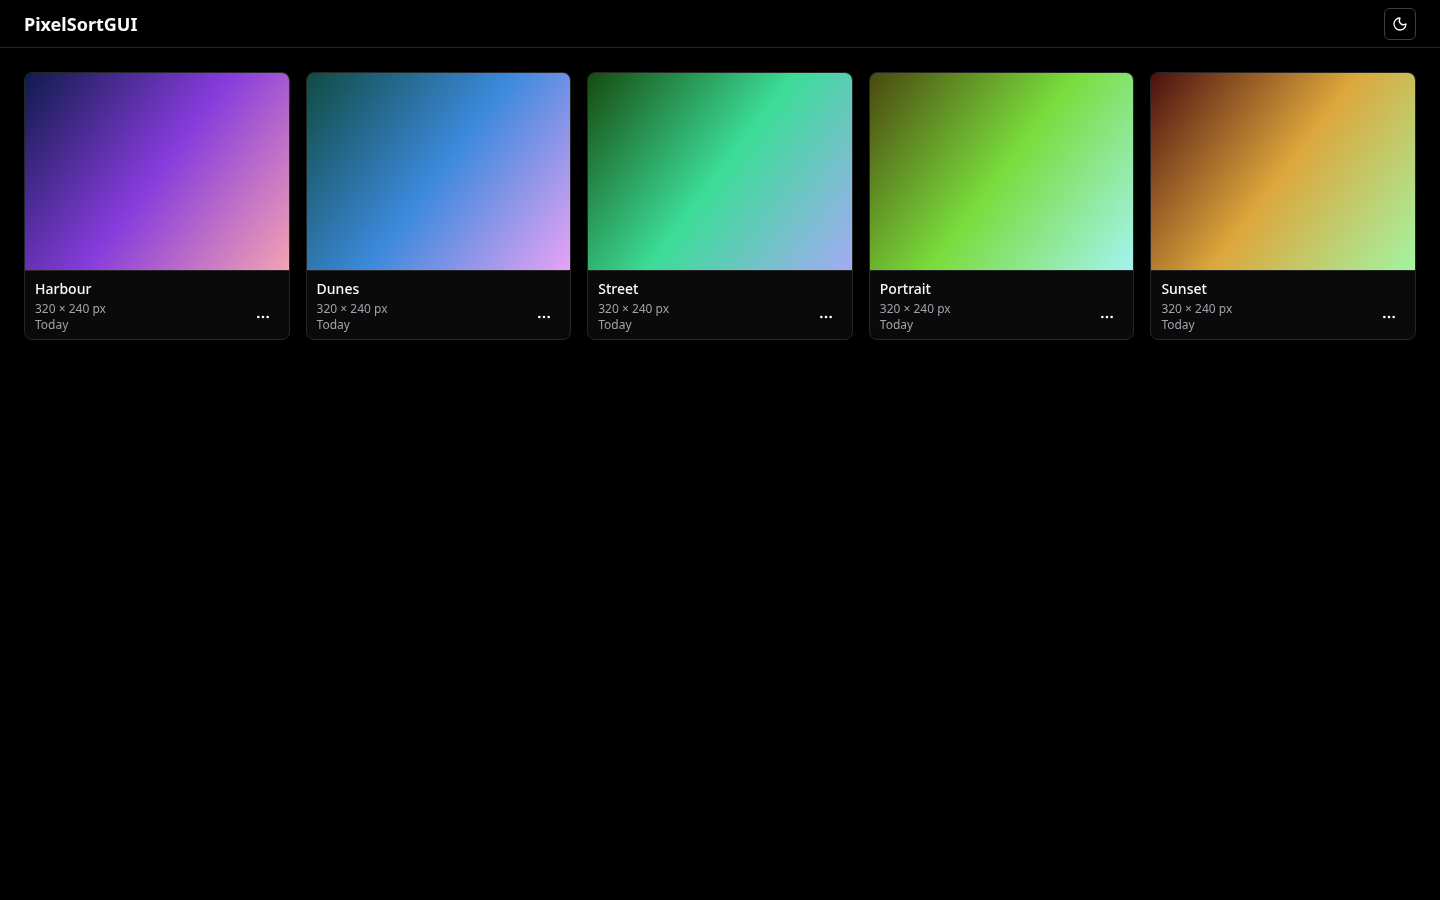 PixelSortGUI
Harbour
320 × 240 px
Today
Dunes
320 × 240 px
Today
Street
320 × 240 px
Today
Portrait
320 × 240 px
Today
Sunset
320 × 240 px
Today